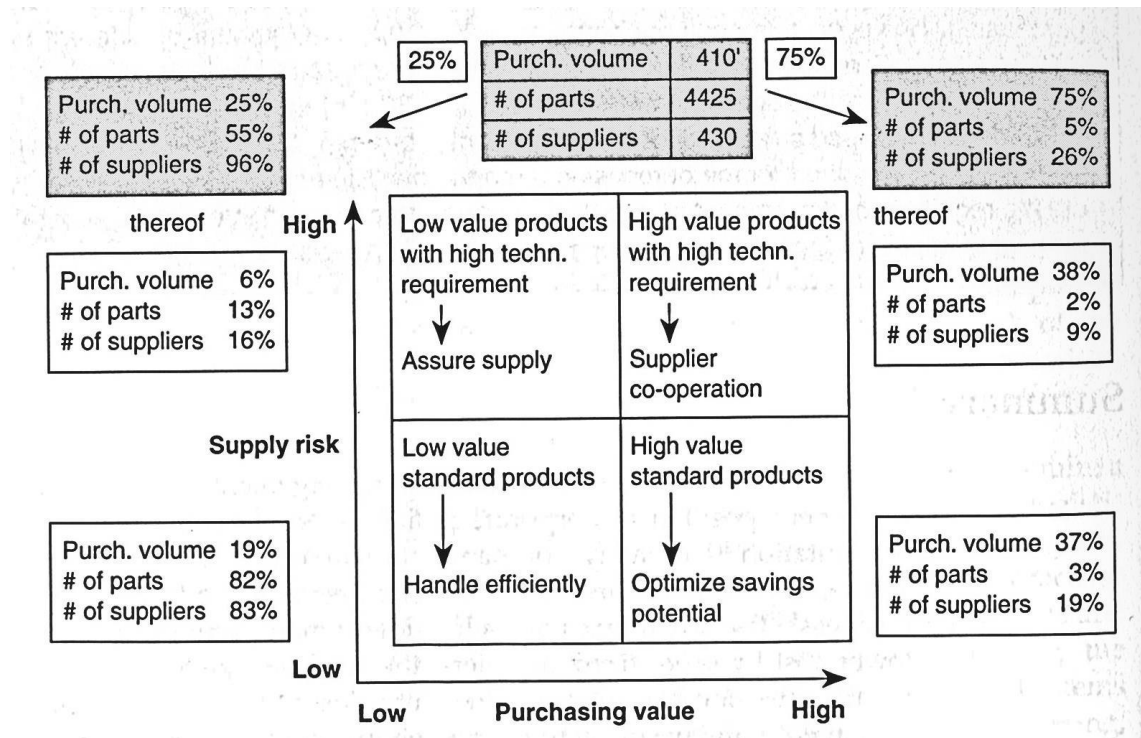 25%
Purch. volume 410'
# of parts 4425
# of suppliers 430
75%
Purch. volume 25%
# of parts 55%
# of suppliers 96%
thereof
Purch. volume 75%
# of parts 5%
# of suppliers 26%
thereof
High
Purch. volume 6%
# of parts 13%
# of suppliers 16%
Low value products
with high techn.
requirement
Assure supply
High value products
with high techn.
requirement
Supplier
co-operation
Purch. volume 38%
# of parts 2%
# of suppliers 9%
Supply risk
Low value
standard products
Handle efficiently
High value
standard products
Optimize savings
potential
Purch. volume 19%
# of parts 82%
# of suppliers 83%
Purch. volume 37%
# of parts 3%
# of suppliers 19%
Low
Low Purchasing value High